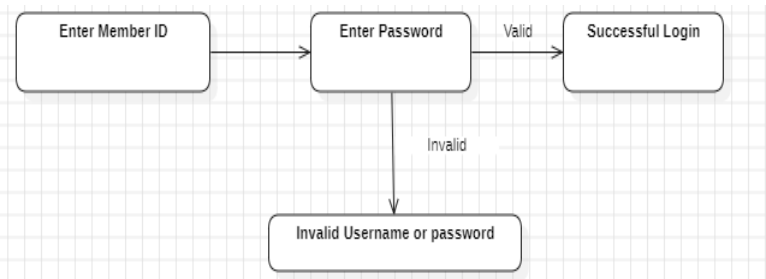 Enter Member ID
Enter Password
Valid
Successful Login
Invalid
Invalid Username or password